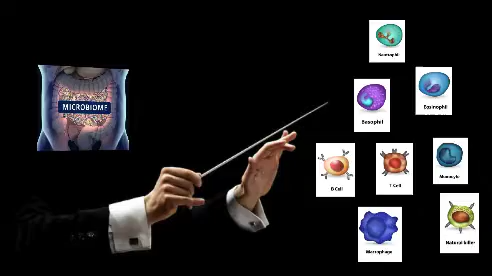 MICROBIOME
Neutrophil
Eosinophil
Basophil
B Cell
T Cell
Monocyte
Macrophage
Natural killer